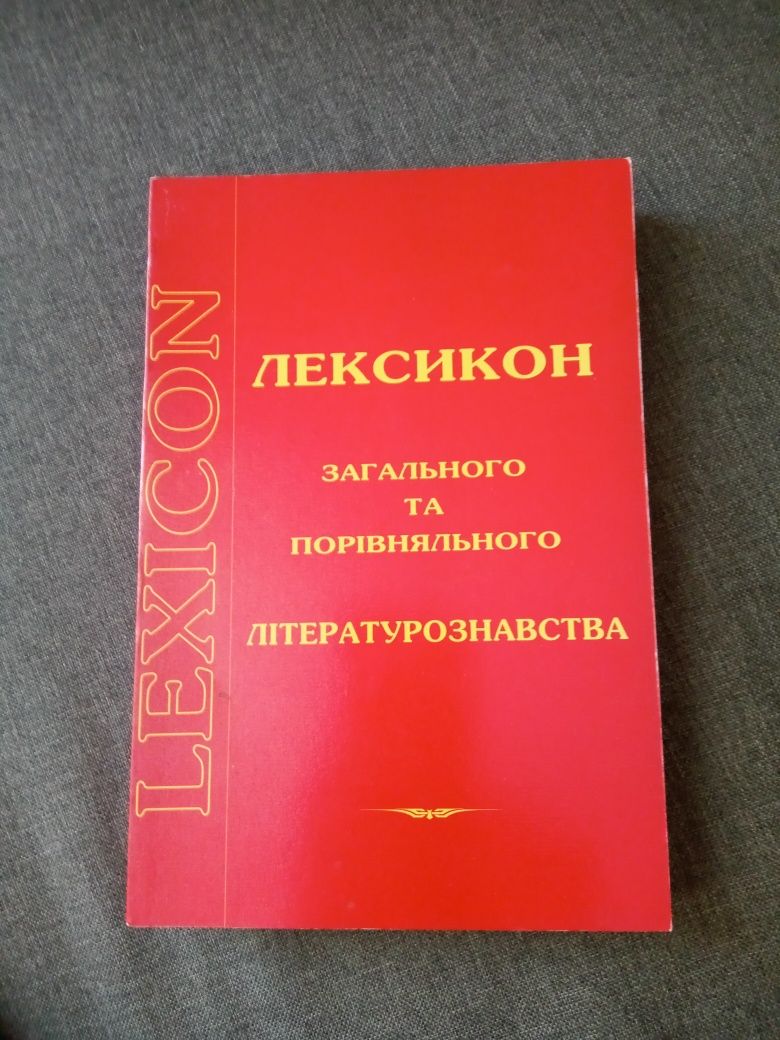 LEXICON
ЛЕКСИКОН
ЗАГАЛЬНОГО
ТА
ПОРІВНЯЛЬНОГО
ЛІТЕРАТУРОЗНАВСТВА